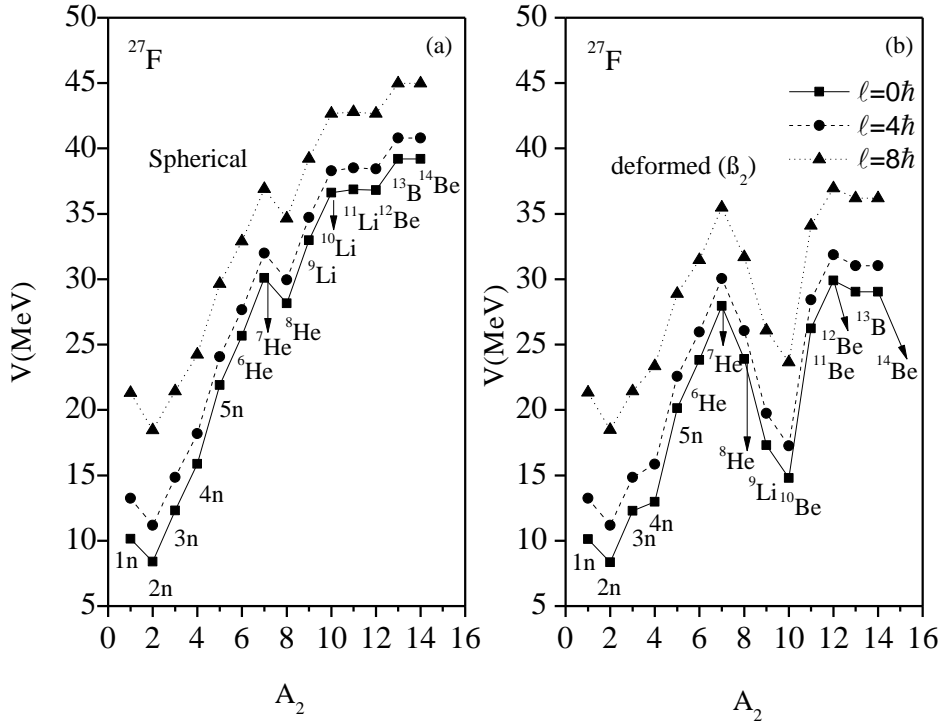 50
45
40
35
30
25
20
15
10
5
V(MeV)
²⁷F
(a)
Spherical
1n
2n
3n
4n
5n
⁶He
⁷He
⁸He
⁹Li
¹⁰Li
¹¹Li
¹²Be
¹³B
¹⁴Be
0 2 4 6 8 10 12 14 16
A₂
50
45
40
35
30
25
20
15
10
5
V(MeV)
²⁷F
(b)
ℓ=0ħ
ℓ=4ħ
ℓ=8ħ
deformed (ß₂)
1n
2n
3n
4n
5n
⁶He
⁷He
⁸He
⁹Li
¹⁰Be
¹¹Be
¹²Be
¹³B
¹⁴Be
0 2 4 6 8 10 12 14 16
A₂